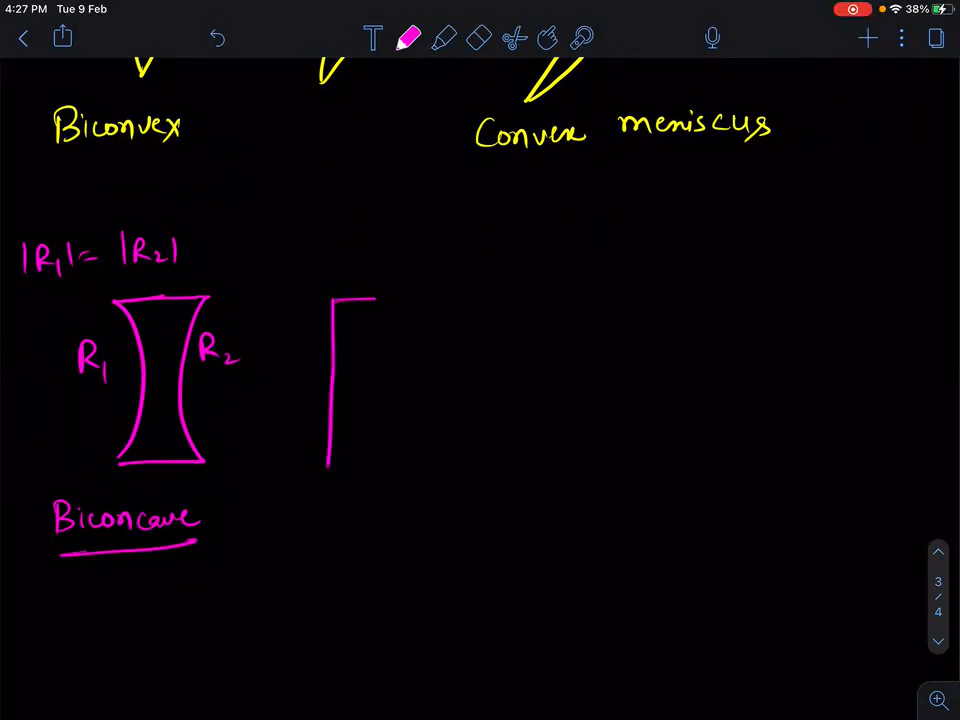 4:27 PM Tue 9 Feb
38%
T
Biconvex
Convex meniscus
|R₁| = |R₂|
R₁ R₂
Biconcave
3
/
4